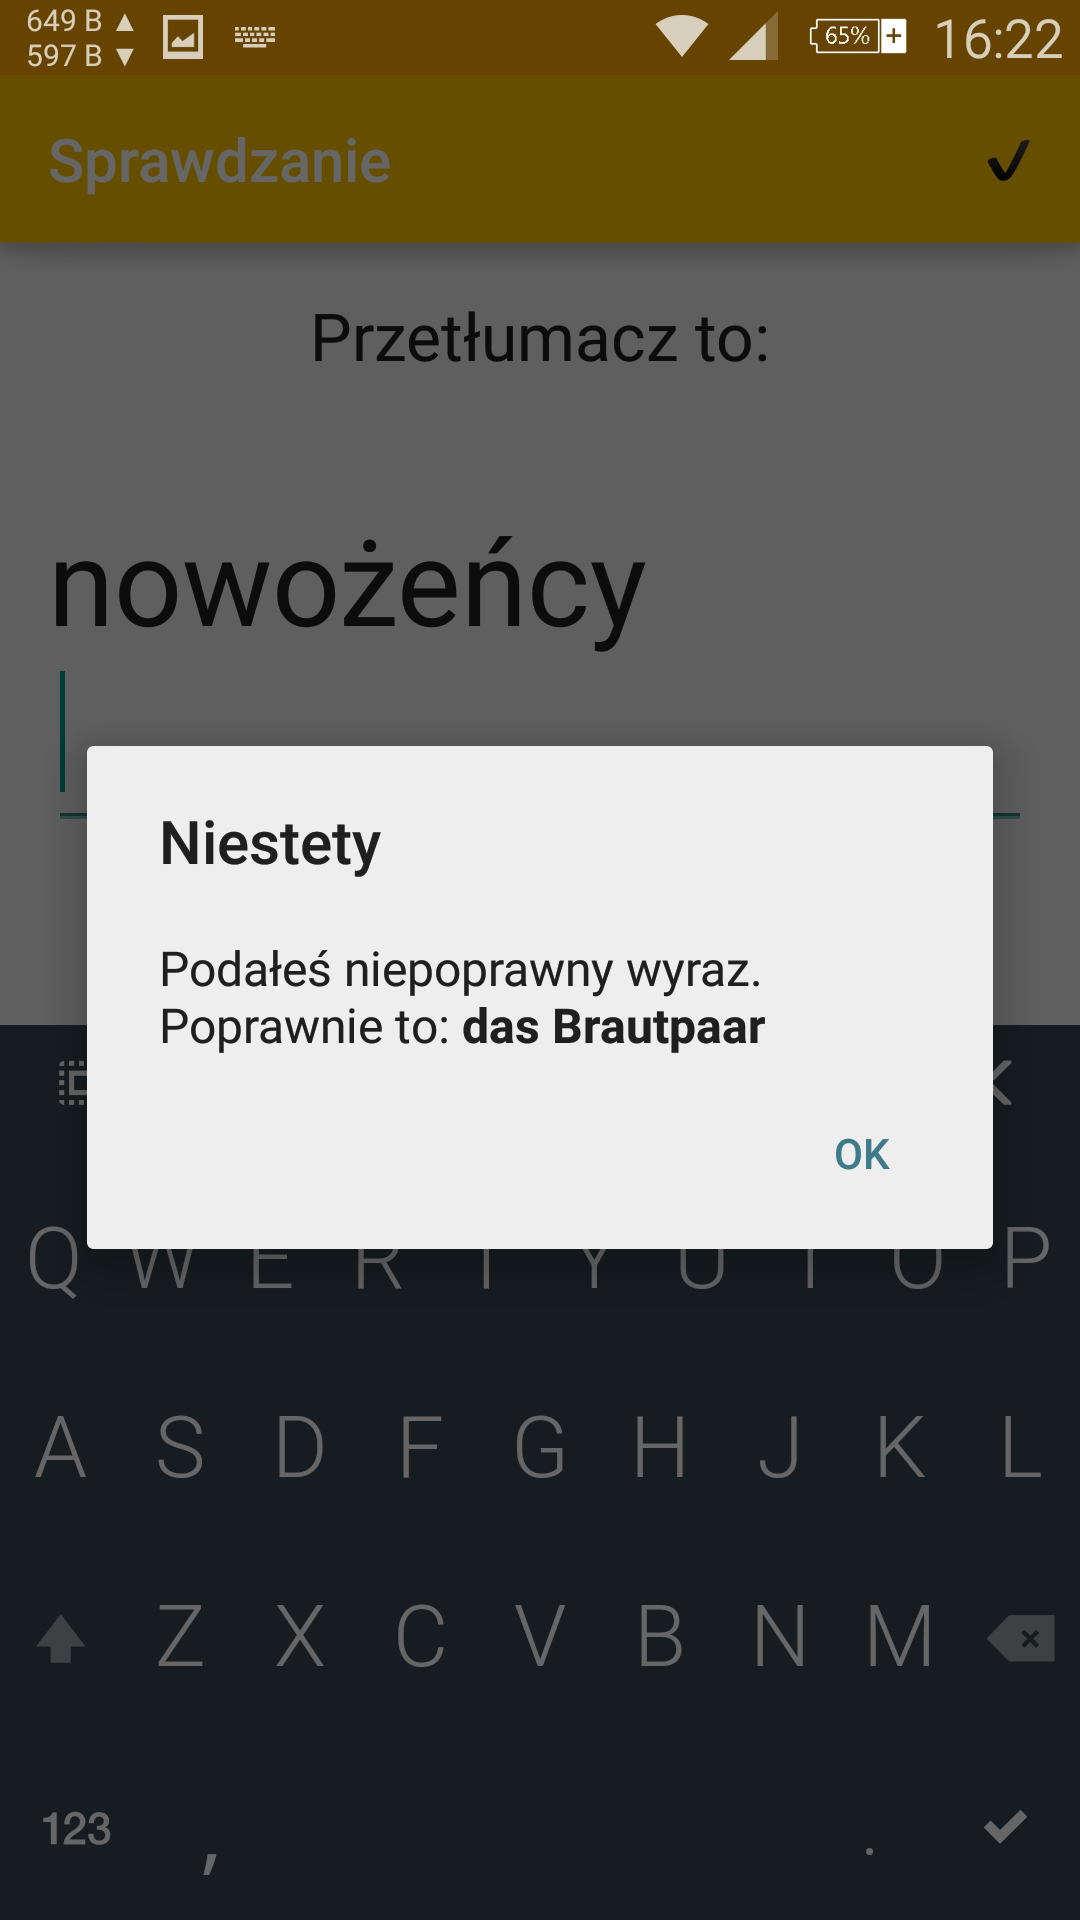 649 B ▲
597 B ▼
65%
16:22
Sprawdzanie
Przetłumacz to:
nowożeńcy
Niestety
Podałeś niepoprawny wyraz.
Poprawnie to: das Brautpaar
OK
Q W E R T Y U I O P
A S D F G H J K L
Z X C V B N M
123 , .